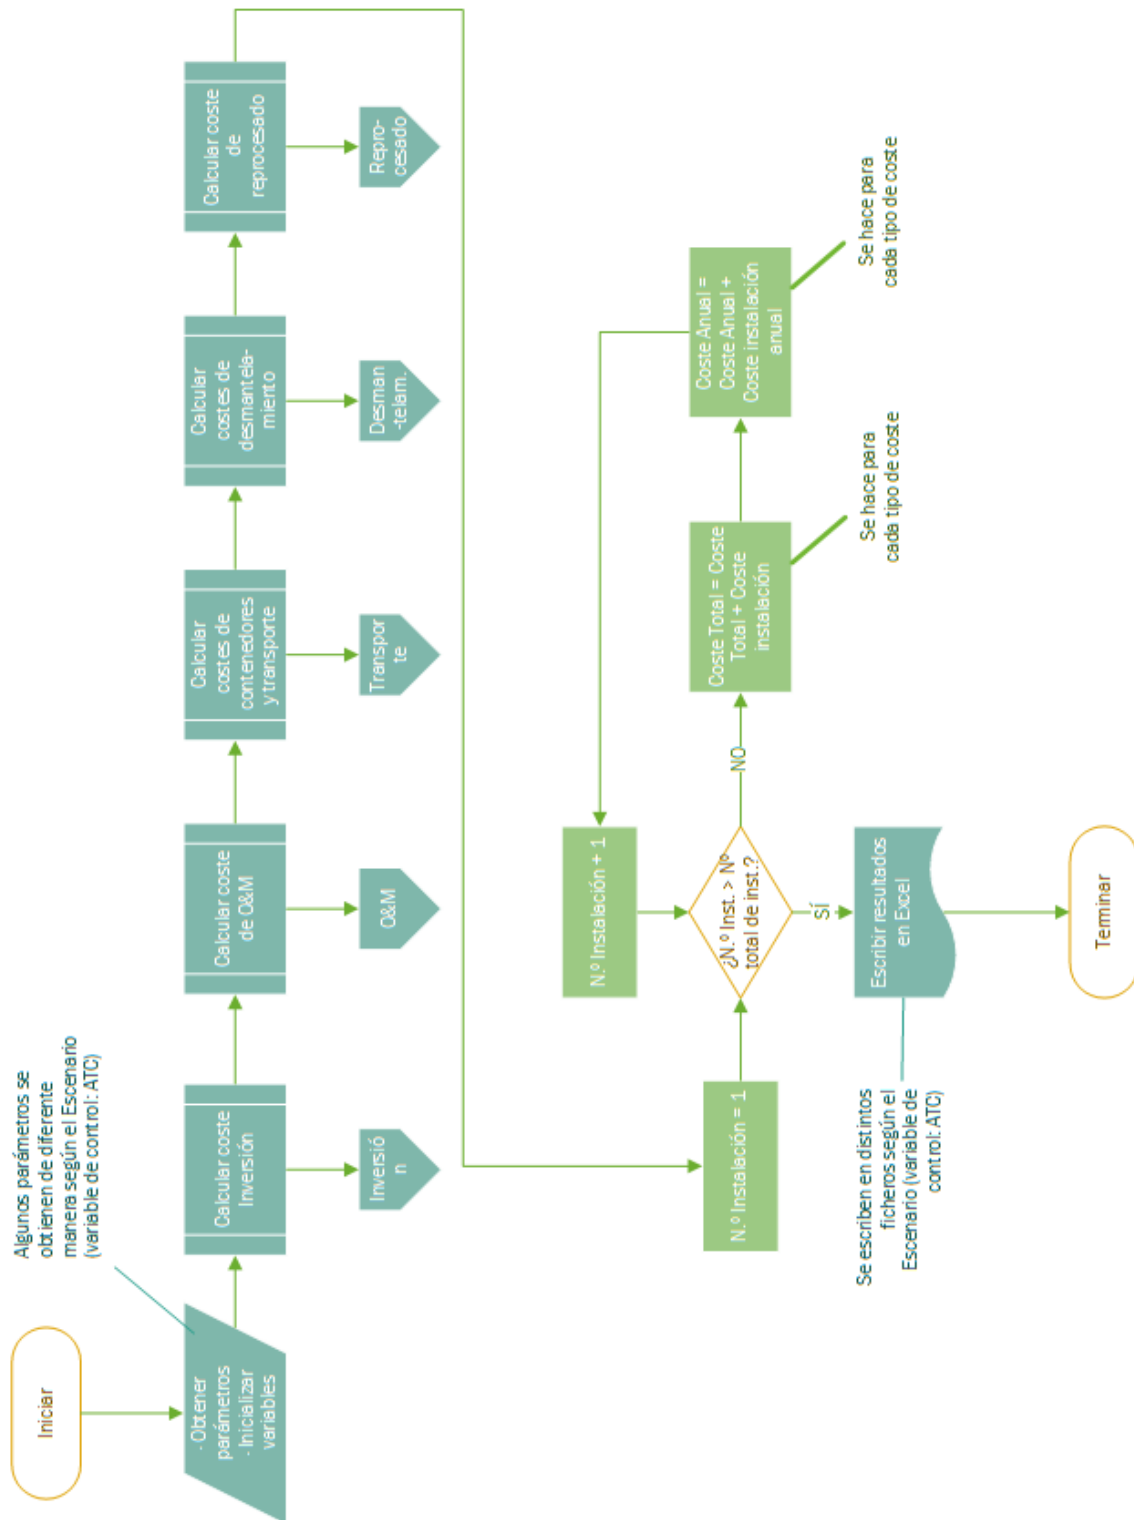 Iniciar
Algunos parámetros se
obtienen de diferente
manera según el Escenario
(variable de control: ATC)
- Obtener
parámetros
- Inicializar
variables
Calcular coste
Inversión
Calcular coste
de O&M
Calcular
costes de
contenedores
y transporte
Calcular
costes de
desmantela-
miento
Calcular coste
de
reprocesado
Inversió
n
O&M
Transpor
te
Desman
-telam.
Repro-
cesado
N.º Instalación = 1
N.º Instalación + 1
¿N.º Inst. > Nº
total de inst.?
NO
Coste Total = Coste
Total + Coste
instalación
Coste Anual =
Coste Anual +
Coste instalación
anual
Se hace para
cada tipo de coste
Se hace para
cada tipo de coste
SÍ
Escribir resultados
en Excel
Se escriben en distintos
ficheros según el
Escenario (variable de
control: ATC)
Terminar